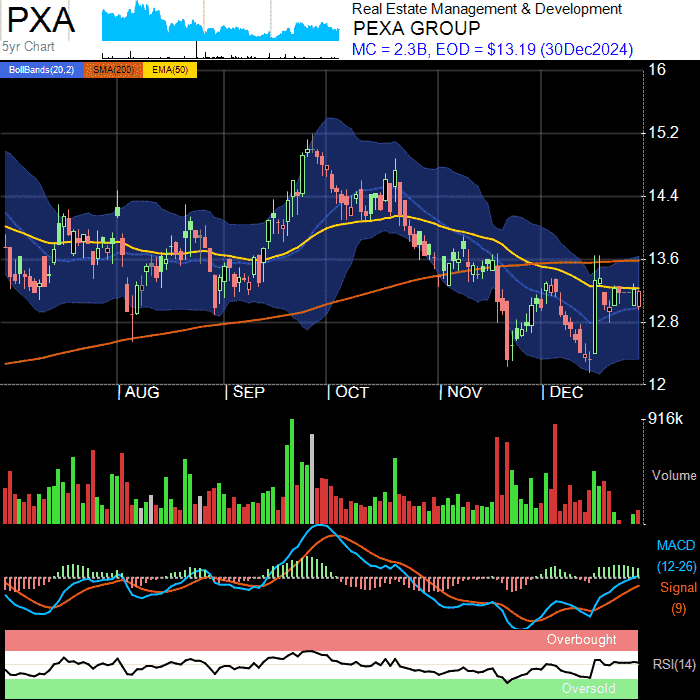 PXA
5yr Chart
Real Estate Management & Development
PEXA GROUP
MC = 2.3B, EOD = $13.19 (30Dec2024)
BollBands(20,2) SMA(200) EMA(50)
16
15.2
14.4
13.6
12.8
12
AUG SEP OCT NOV DEC
916k
Volume
MACD
(12-26)
Signal
(9)
Overbought
RSI(14)
Oversold